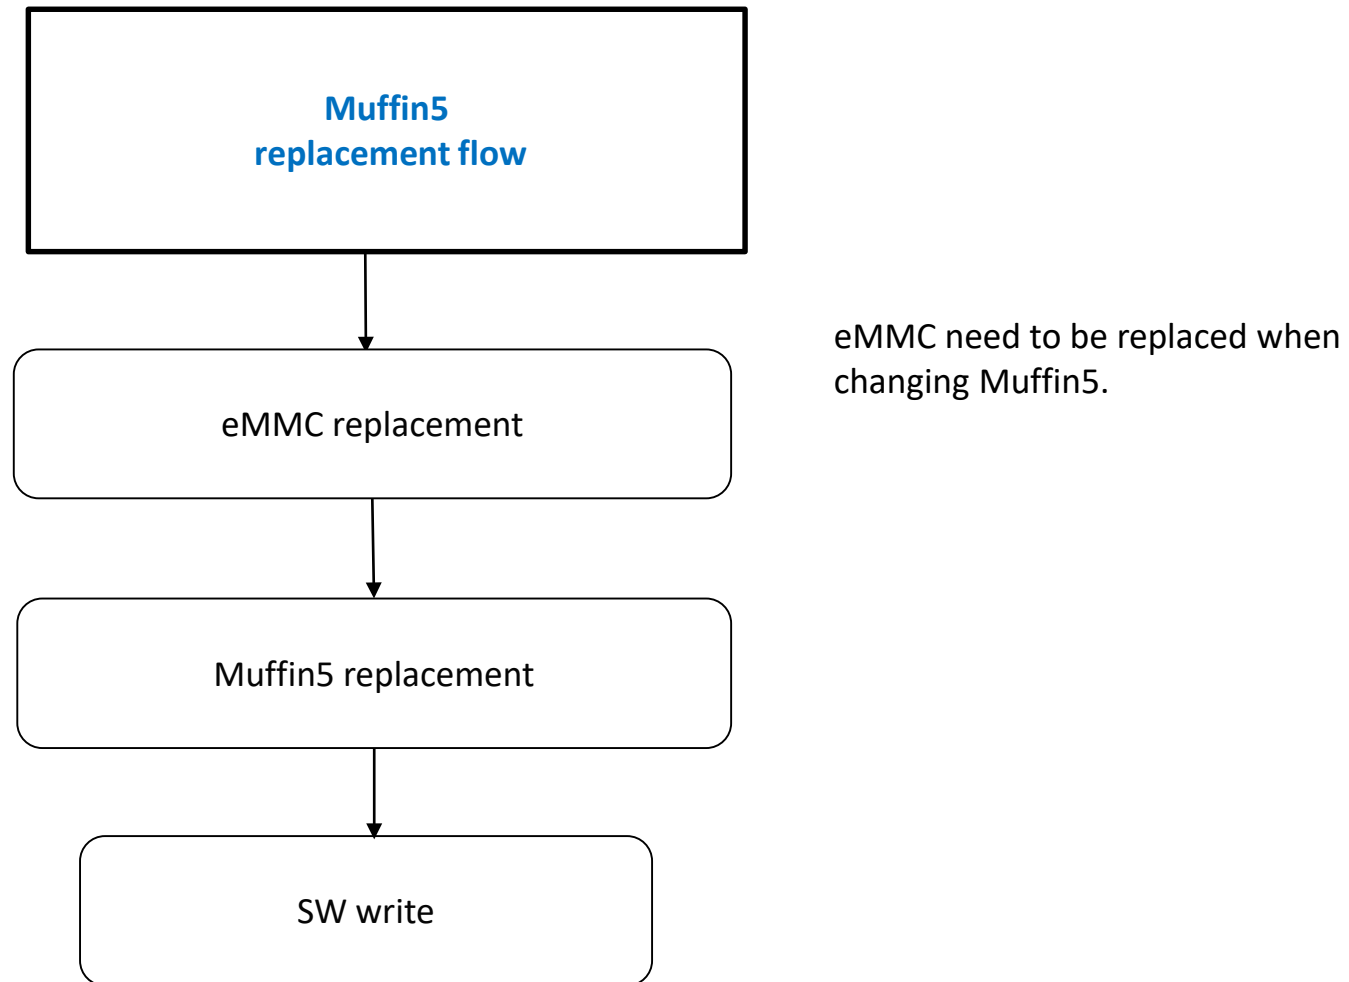 Muffin5
replacement flow
eMMC need to be replaced when
changing Muffin5.
eMMC replacement
Muffin5 replacement
SW write